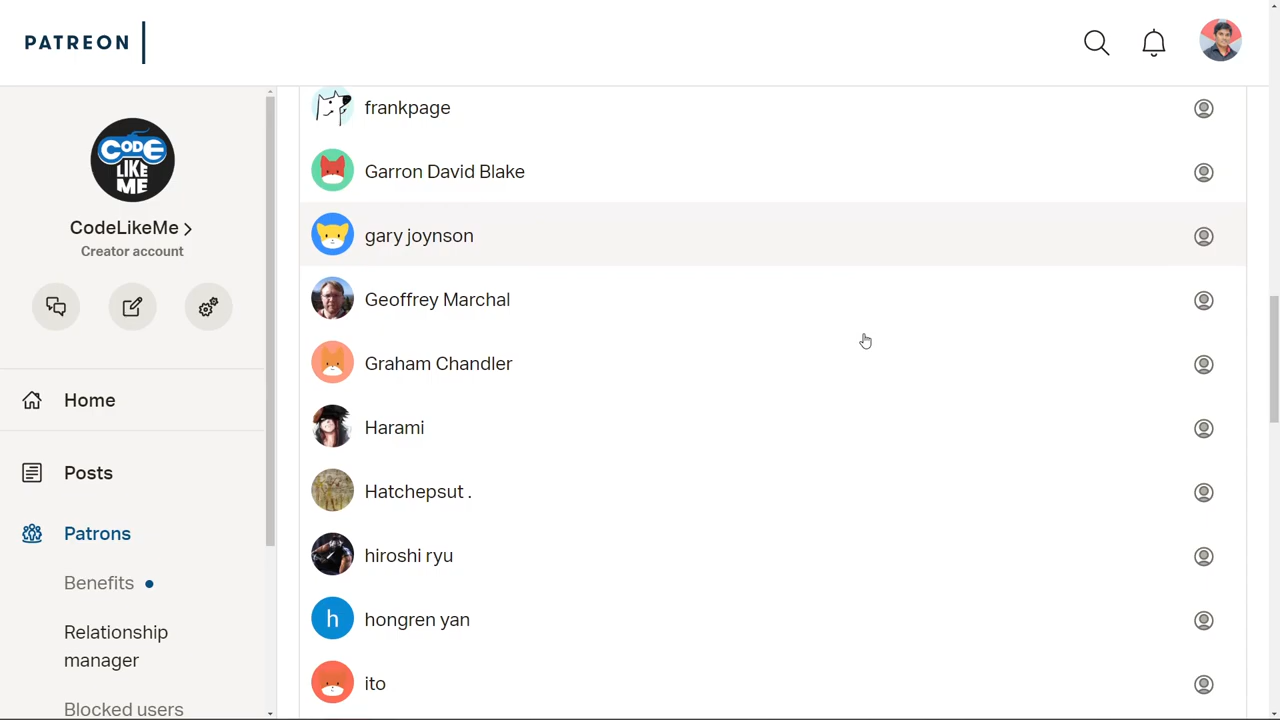 PATREON
CODE
LIKE
ME
CodeLikeMe
Creator account
Home
Posts
Patrons
Benefits
Relationship
manager
Blocked users
frankpage
Garron David Blake
gary joynson
Geoffrey Marchal
Graham Chandler
Harami
Hatchepsut .
hiroshi ryu
h
hongren yan
ito